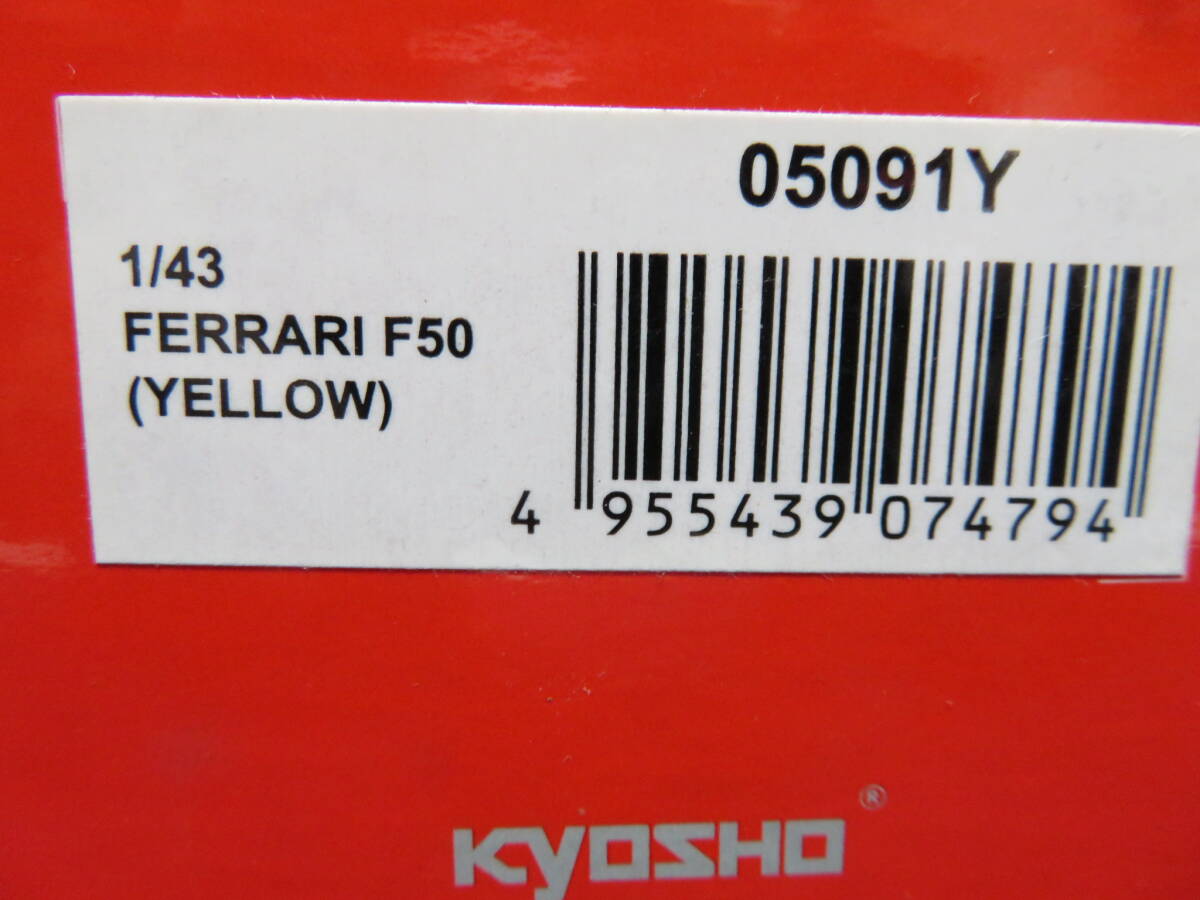 05091Y
1/43
FERRARI F50
(YELLOW)
4 955439 074794
KYOSHO®